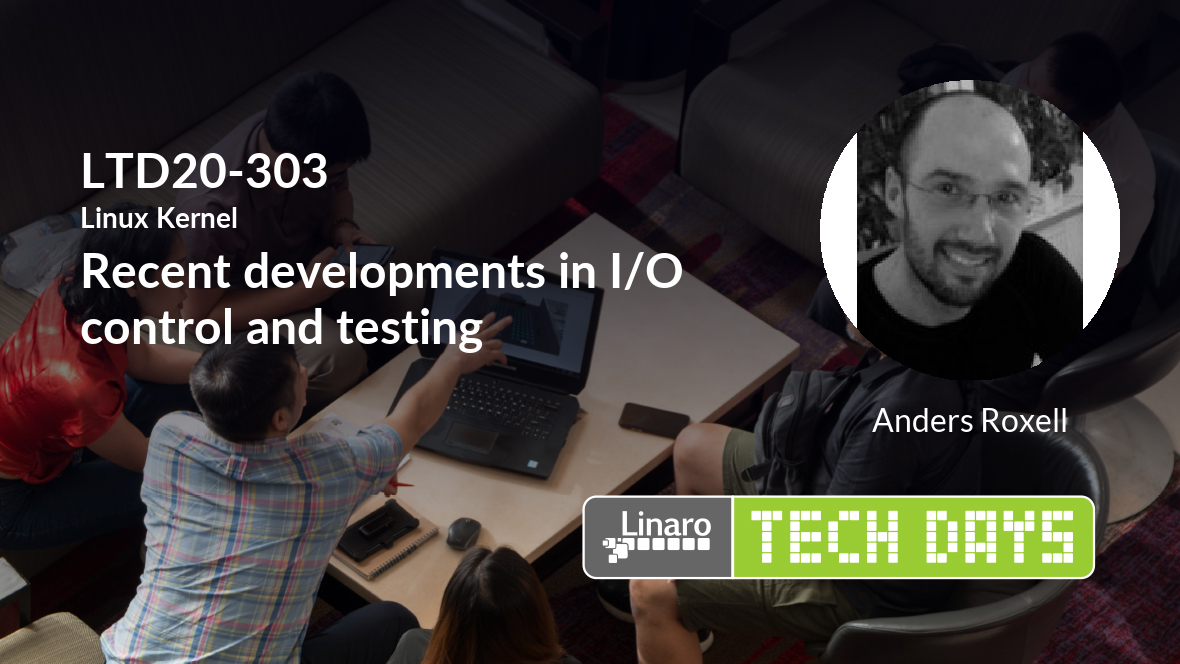 LTD20-303
Linux Kernel
Recent developments in I/O
control and testing
Anders Roxell
Linaro
TECH DAYS